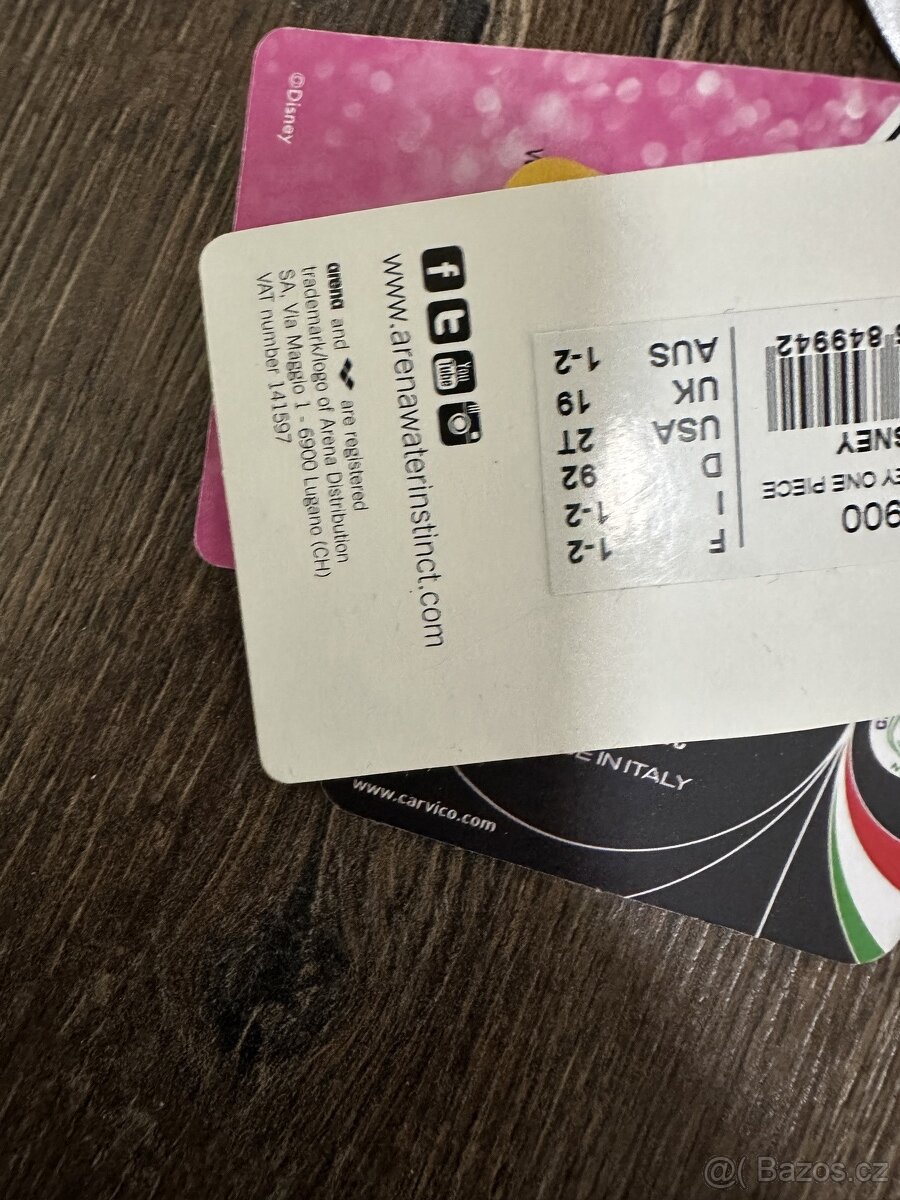 ©Disney
arena and are registered
trademark/logo of Arena Distribution
SA, Via Maggio 1 - 6900 Lugano (CH)
VAT number 141597
www.arenawaterinstinct.com
You
Tube
900
EY ONE PIECE
SNEY
849942
F 1-2
I 1-2
D 92
USA 2T
UK 19
AUS 1-2
E IN ITALY
www.carvico.com
@( Bazos.cz